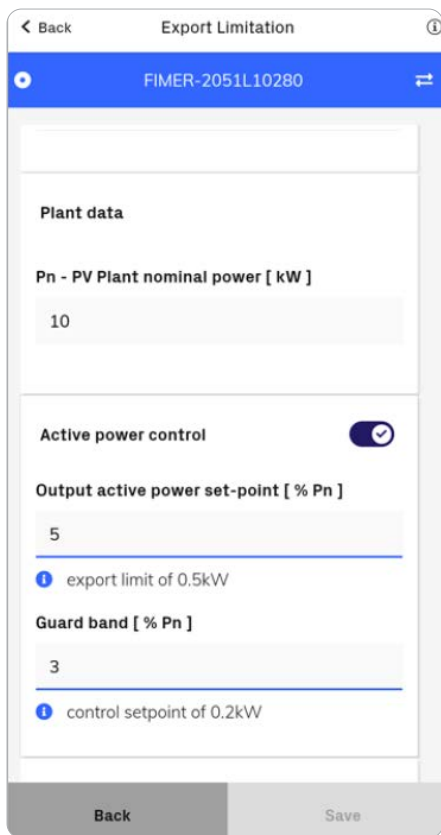 Back
Export Limitation
FIMER-2051L10280
Plant data
Pn - PV Plant nominal power [ kW ]
10
Active power control
Output active power set-point [ % Pn ]
5
export limit of 0.5kW
Guard band [ % Pn ]
3
control setpoint of 0.2kW
Back
Save